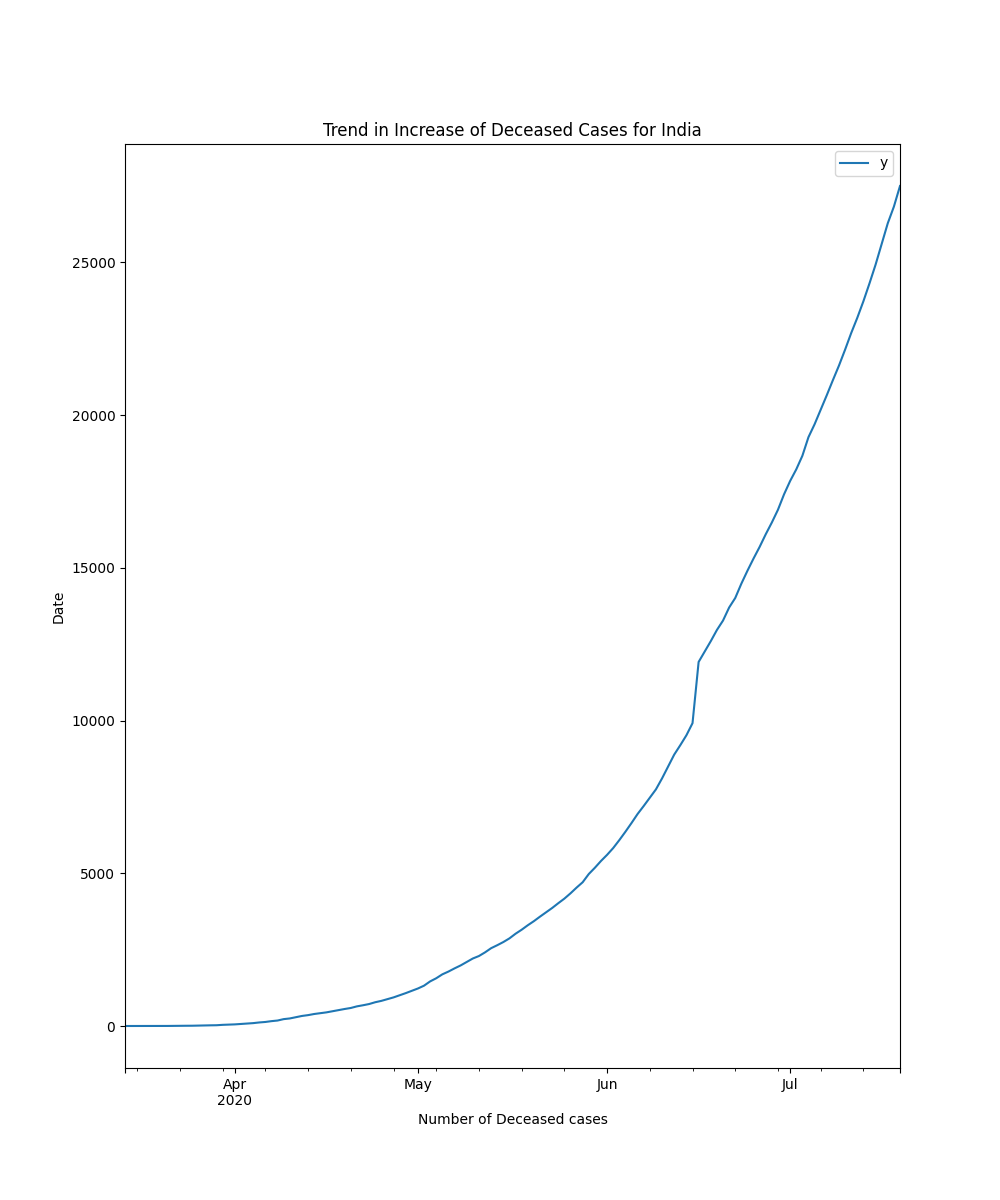 Trend in Increase of Deceased Cases for India
y
25000
20000
15000
10000
5000
0
Date
Apr May Jun Jul
2020
Number of Deceased cases